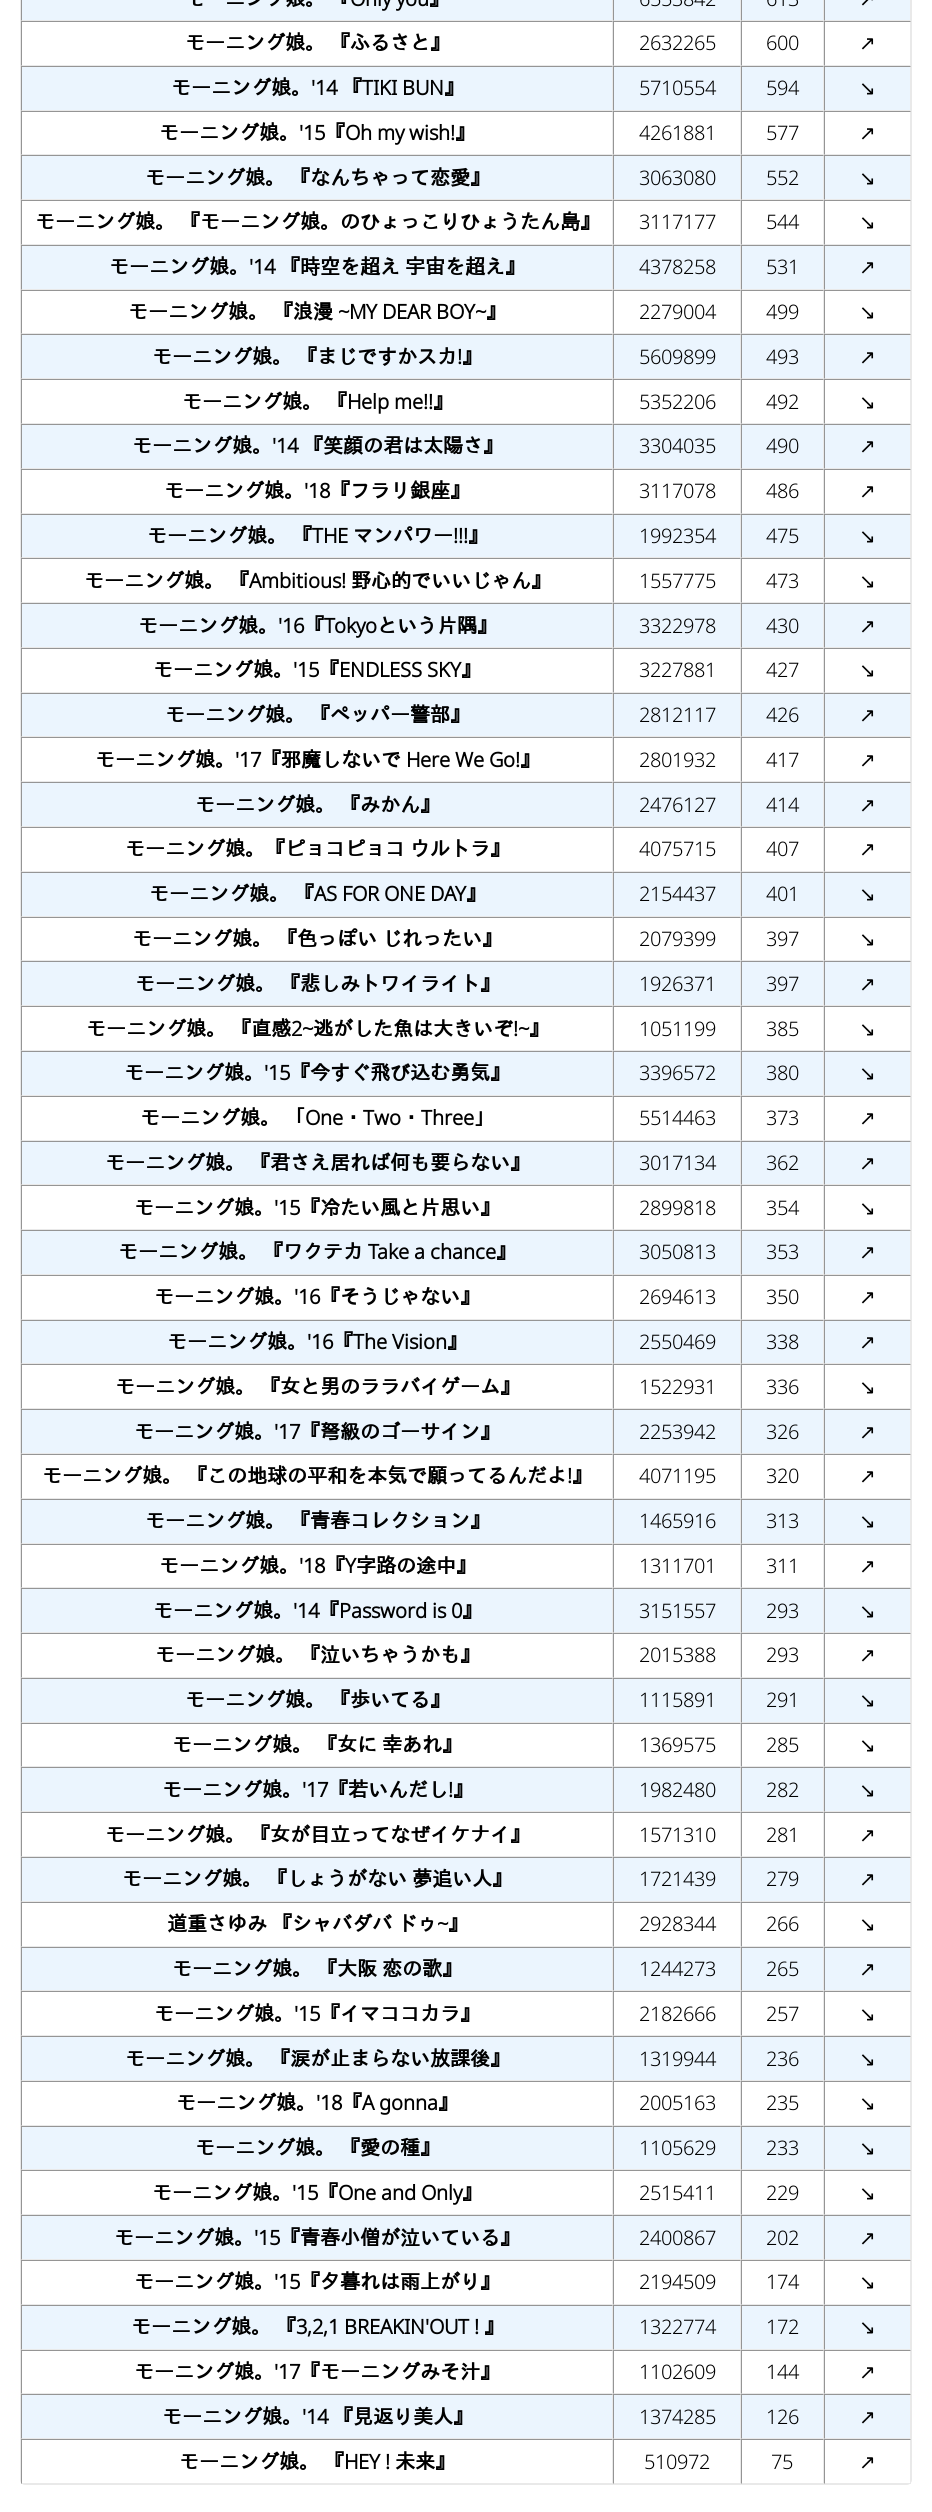 モーニング娘。 『Only you』 6553842 613 ↗
モーニング娘。 『ふるさと』 2632265 600 ↗
モーニング娘。'14 『TIKI BUN』 5710554 594 ↘
モーニング娘。'15『Oh my wish!』 4261881 577 ↗
モーニング娘。 『なんちゃって恋愛』 3063080 552 ↘
モーニング娘。 『モーニング娘。のひょっこりひょうたん島』 3117177 544 ↘
モーニング娘。'14 『時空を超え 宇宙を超え』 4378258 531 ↗
モーニング娘。 『浪漫 ~MY DEAR BOY~』 2279004 499 ↘
モーニング娘。 『まじですかスカ!』 5609899 493 ↗
モーニング娘。 『Help me!!』 5352206 492 ↘
モーニング娘。'14 『笑顔の君は太陽さ』 3304035 490 ↗
モーニング娘。'18『フラリ銀座』 3117078 486 ↗
モーニング娘。 『THE マンパワー!!!』 1992354 475 ↘
モーニング娘。 『Ambitious! 野心的でいいじゃん』 1557775 473 ↘
モーニング娘。'16『Tokyoという片隅』 3322978 430 ↗
モーニング娘。'15『ENDLESS SKY』 3227881 427 ↘
モーニング娘。 『ペッパー警部』 2812117 426 ↗
モーニング娘。'17『邪魔しないで Here We Go!』 2801932 417 ↗
モーニング娘。 『みかん』 2476127 414 ↗
モーニング娘。『ピョコピョコ ウルトラ』 4075715 407 ↗
モーニング娘。 『AS FOR ONE DAY』 2154437 401 ↘
モーニング娘。 『色っぽい じれったい』 2079399 397 ↘
モーニング娘。 『悲しみトワイライト』 1926371 397 ↗
モーニング娘。 『直感2~逃がした魚は大きいぞ!~』 1051199 385 ↘
モーニング娘。'15『今すぐ飛び込む勇気』 3396572 380 ↘
モーニング娘。 「One・Two・Three」 5514463 373 ↗
モーニング娘。 『君さえ居れば何も要らない』 3017134 362 ↗
モーニング娘。'15『冷たい風と片思い』 2899818 354 ↘
モーニング娘。 『ワクテカ Take a chance』 3050813 353 ↗
モーニング娘。'16『そうじゃない』 2694613 350 ↗
モーニング娘。'16『The Vision』 2550469 338 ↗
モーニング娘。 『女と男のララバイゲーム』 1522931 336 ↘
モーニング娘。'17『弩級のゴーサイン』 2253942 326 ↗
モーニング娘。 『この地球の平和を本気で願ってるんだよ!』 4071195 320 ↗
モーニング娘。 『青春コレクション』 1465916 313 ↘
モーニング娘。'18『Y字路の途中』 1311701 311 ↗
モーニング娘。'14『Password is 0』 3151557 293 ↘
モーニング娘。 『泣いちゃうかも』 2015388 293 ↗
モーニング娘。 『歩いてる』 1115891 291 ↘
モーニング娘。 『女に 幸あれ』 1369575 285 ↘
モーニング娘。'17『若いんだし!』 1982480 282 ↘
モーニング娘。 『女が目立ってなぜイケナイ』 1571310 281 ↗
モーニング娘。 『しょうがない 夢追い人』 1721439 279 ↗
道重さゆみ 『シャバダバ ドゥ~』 2928344 266 ↘
モーニング娘。 『大阪 恋の歌』 1244273 265 ↗
モーニング娘。'15『イマココカラ』 2182666 257 ↘
モーニング娘。 『涙が止まらない放課後』 1319944 236 ↘
モーニング娘。'18『A gonna』 2005163 235 ↘
モーニング娘。 『愛の種』 1105629 233 ↘
モーニング娘。'15『One and Only』 2515411 229 ↘
モーニング娘。'15『青春小僧が泣いている』 2400867 202 ↗
モーニング娘。'15『夕暮れは雨上がり』 2194509 174 ↘
モーニング娘。 『3,2,1 BREAKIN'OUT ! 』 1322774 172 ↘
モーニング娘。'17『モーニングみそ汁』 1102609 144 ↗
モーニング娘。'14 『見返り美人』 1374285 126 ↗
モーニング娘。 『HEY ! 未来』 510972 75 ↗